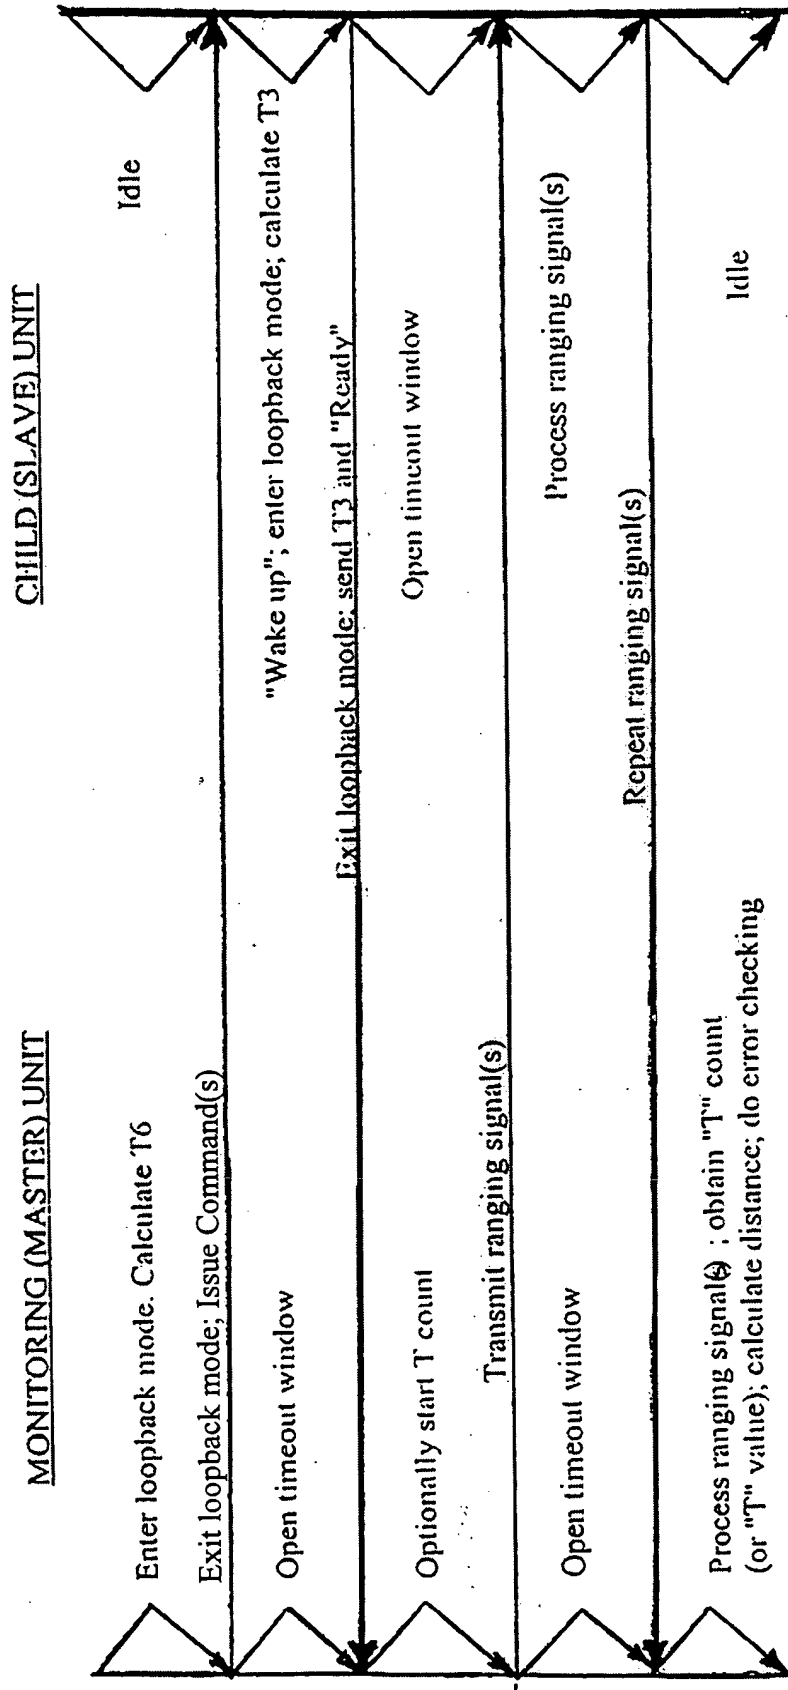 MONITORING (MASTER) UNIT
CHILD (SLAVE) UNIT
Enter loopback mode. Calculate T6
Idle
Exit loopback mode; Issue Command(s)
Open timeout window
"Wake up"; enter loopback mode; calculate T3
Exit loopback mode; send T3 and "Ready"
Optionally start T count
Open timeout window
Transmit ranging signal(s)
Open timeout window
Process ranging signal(s)
Repeat ranging signal(s)
Process ranging signal(s) ; obtain "T" count
(or "T" value); calculate distance; do error checking
Idle